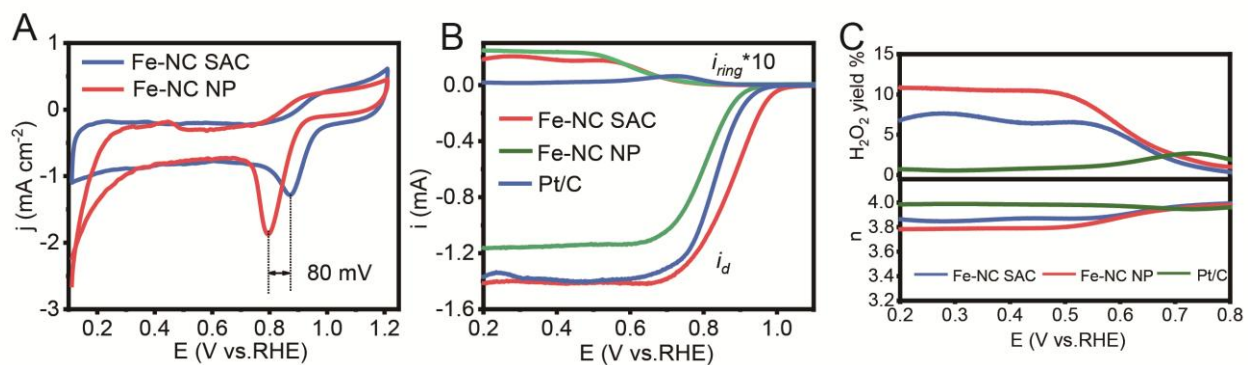 A
j (mA cm⁻²)
1
0
-1
-2
-3
Fe-NC SAC
Fe-NC NP
80 mV
0.2 0.4 0.6 0.8 1.0 1.2
E (V vs.RHE)
B
i (mA)
0.0
-0.4
-0.8
-1.2
-1.6
i_ring*10
Fe-NC SAC
Fe-NC NP
Pt/C
i_d
0.2 0.4 0.6 0.8 1.0
E (V vs.RHE)
C
H₂O₂ yield %
15
10
5
0
n
4.0
3.8
3.6
3.4
3.2
Fe-NC SAC Fe-NC NP Pt/C
0.2 0.3 0.4 0.5 0.6 0.7 0.8
E (V vs.RHE)